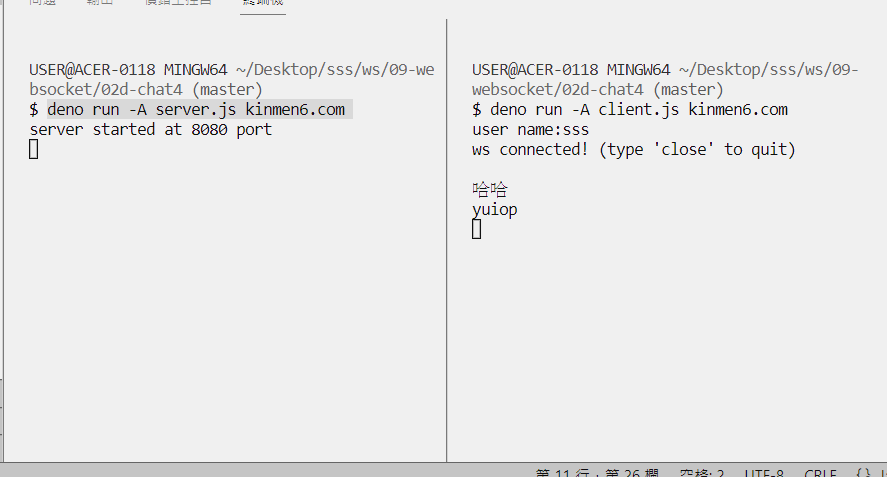 問題 輸出 偵錯主控台 終端機
USER@ACER-0118 MINGW64 ~/Desktop/sss/ws/09-we
bsocket/02d-chat4 (master)
$ deno run -A server.js kinmen6.com
server started at 8080 port
USER@ACER-0118 MINGW64 ~/Desktop/sss/ws/09-
websocket/02d-chat4 (master)
$ deno run -A client.js kinmen6.com
user name:sss
ws connected! (type 'close' to quit)
哈哈
yuiop
第 11 行，第 26 欄 空格: 2 UTF-8 CRLF {}